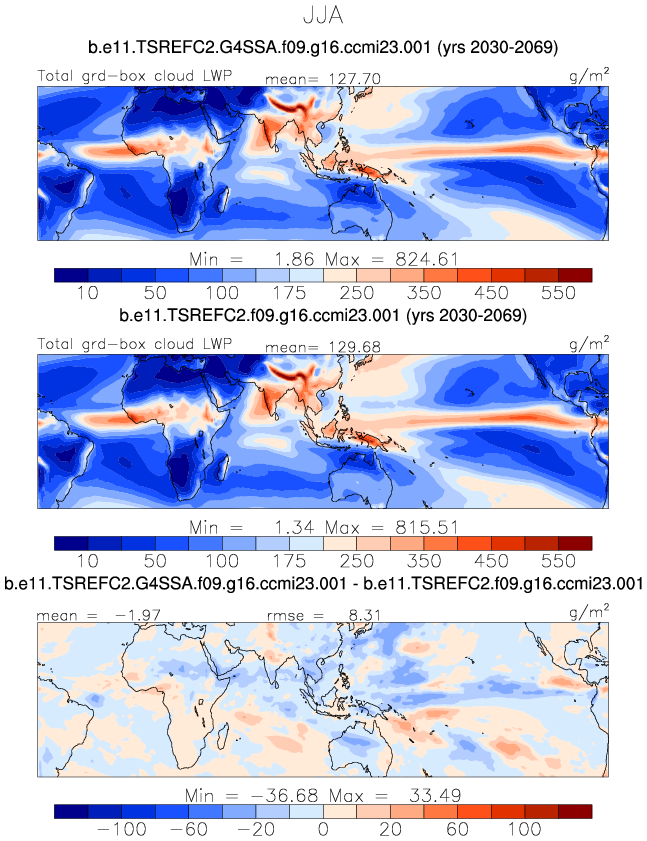 JJA
b.e11.TSREFC2.G4SSA.f09.g16.ccmi23.001 (yrs 2030-2069)
Total grd-box cloud LWP mean= 127.70 g/m²
Min = 1.86 Max = 824.61
10 50 100 175 250 350 450 550
b.e11.TSREFC2.f09.g16.ccmi23.001 (yrs 2030-2069)
Total grd-box cloud LWP mean= 129.68 g/m²
Min = 1.34 Max = 815.51
10 50 100 175 250 350 450 550
b.e11.TSREFC2.G4SSA.f09.g16.ccmi23.001 - b.e11.TSREFC2.f09.g16.ccmi23.001
mean = −1.97 rmse = 8.31 g/m²
Min = −36.68 Max = 33.49
−100 −60 −20 0 20 60 100